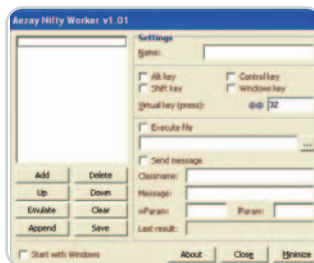 Aezay Nifty Worker v1.01
Settings
Name:
Alt key
Control key
Shift key
Windows key
Virtual key (press):
32
Execute file
...
Send message
Classname:
Message:
wParam:
lParam:
Last result:
Add
Delete
Up
Down
Emulate
Clear
Append
Save
Start with Windows
About
Close
Minimize